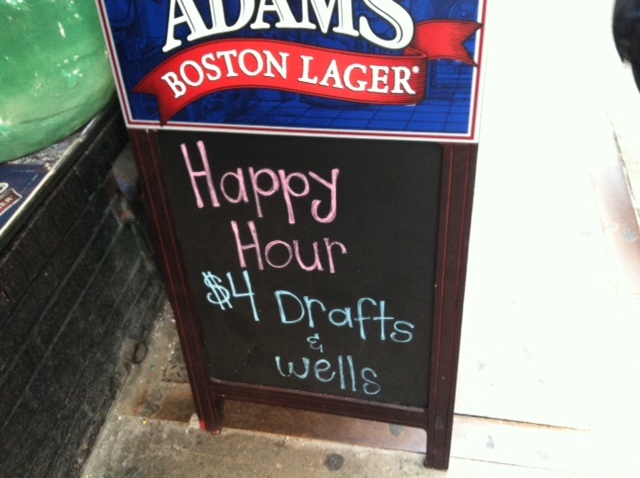 ADAMS
BOSTON LAGER®
Happy
Hour
$4 Drafts
&
Wells